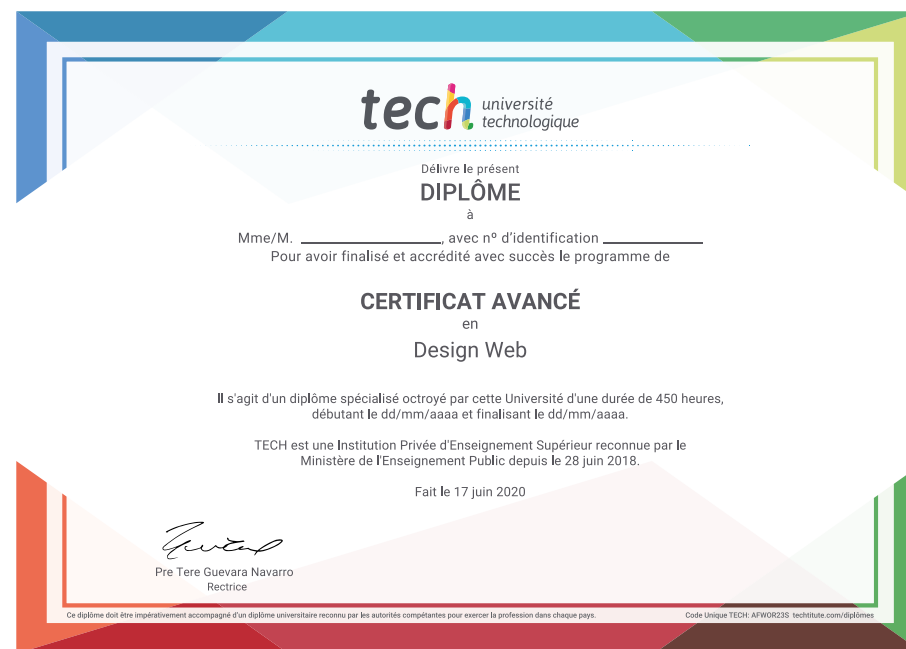 tech université
technologique
Délivre le présent
DIPLÔME
à
Mme/M. ____________________, avec nº d'identification ______________
Pour avoir finalisé et accrédité avec succès le programme de
CERTIFICAT AVANCÉ
en
Design Web
Il s'agit d'un diplôme spécialisé octroyé par cette Université d'une durée de 450 heures,
débutant le dd/mm/aaaa et finalisant le dd/mm/aaaa.
TECH est une Institution Privée d'Enseignement Supérieur reconnue par le
Ministère de l'Enseignement Public depuis le 28 juin 2018.
Fait le 17 juin 2020
Pre Tere Guevara Navarro
Rectrice
Ce diplôme doit être impérativement accompagné d'un diplôme universitaire reconnu par les autorités compétentes pour exercer la profession dans chaque pays.
Code Unique TECH: AFWOR23S techtitute.com/diplômes